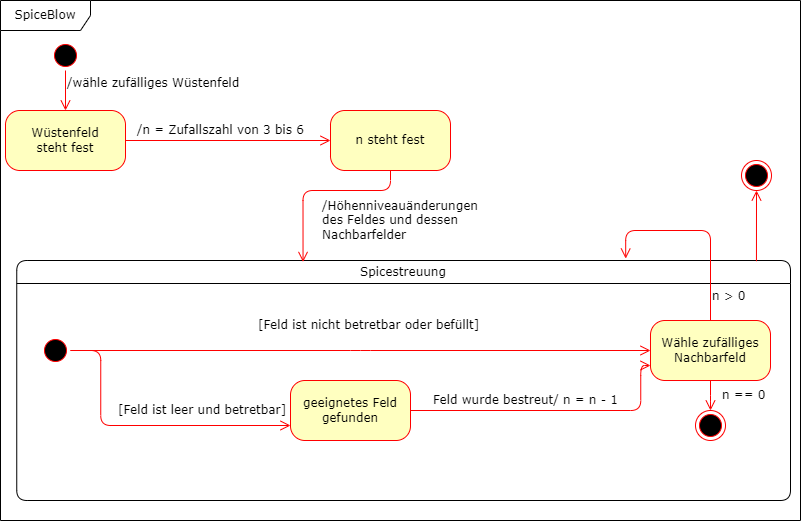 SpiceBlow
/wähle zufälliges Wüstenfeld
Wüstenfeld
steht fest
/n = Zufallszahl von 3 bis 6
n steht fest
/Höhenniveauänderungen
des Feldes und dessen
Nachbarfelder
Spicestreuung
n > 0
[Feld ist nicht betretbar oder befüllt]
Wähle zufälliges
Nachbarfeld
[Feld ist leer und betretbar]
geeignetes Feld
gefunden
Feld wurde bestreut/ n = n - 1
n == 0